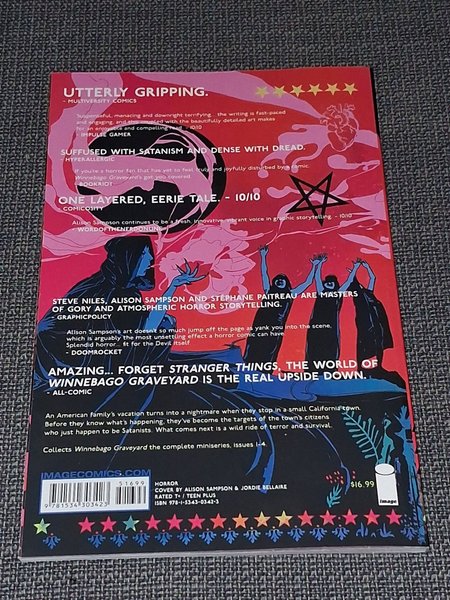 UTTERLY GRIPPING.
- MULTIVERSITY COMICS
Suspenseful, menacing and downright terrifying... the writing is fast-paced
and engaging, and this coupled with the beautifully detailed art makes
for an enjoyable and compelling read. - 10/10
- IMPULSE GAMER
SUFFUSED WITH SATANISM AND DENSE WITH DREAD.
- HYPERALLERGIC
If you're a horror fan that has yet to feel truly and joyfully disturbed by a comic,
Winnebago Graveyard's got you covered.
- BOOKRIOT
ONE LAYERED, EERIE TALE. - 10/10
- COMICOSITY
Alison Sampson continues to be a fresh, innovative, vibrant voice in graphic storytelling. - 10/10
- WORDOFTHENERDONLINE
STEVE NILES, ALISON SAMPSON AND STÉPHANE PAITREAU ARE MASTERS
OF GORY AND ATMOSPHERIC HORROR STORYTELLING.
- GRAPHICPOLICY
Alison Sampson's art doesn't so much jump off the page as yank you into the scene,
which is arguably the most unsettling effect a horror comic can have.
Splendid horror... fit for the Devil itself.
- DOOMROCKET
AMAZING... FORGET STRANGER THINGS, THE WORLD OF
WINNEBAGO GRAVEYARD IS THE REAL UPSIDE DOWN.
- ALL-COMIC
An American family's vacation turns into a nightmare when they stop in a small California town.
Before they know what's happening, they've become the targets of the town's citizens
who just happen to be Satanists. What comes next is a wild ride of terror and survival.
Collects Winnebago Graveyard the complete miniseries, issues 1-4
IMAGECOMICS.COM
51699
9 781534 303423
HORROR
COVER BY ALISON SAMPSON & JORDIE BELLAIRE
RATED T+ / TEEN PLUS
ISBN 978-1-5343-0342-3
$16.99
image